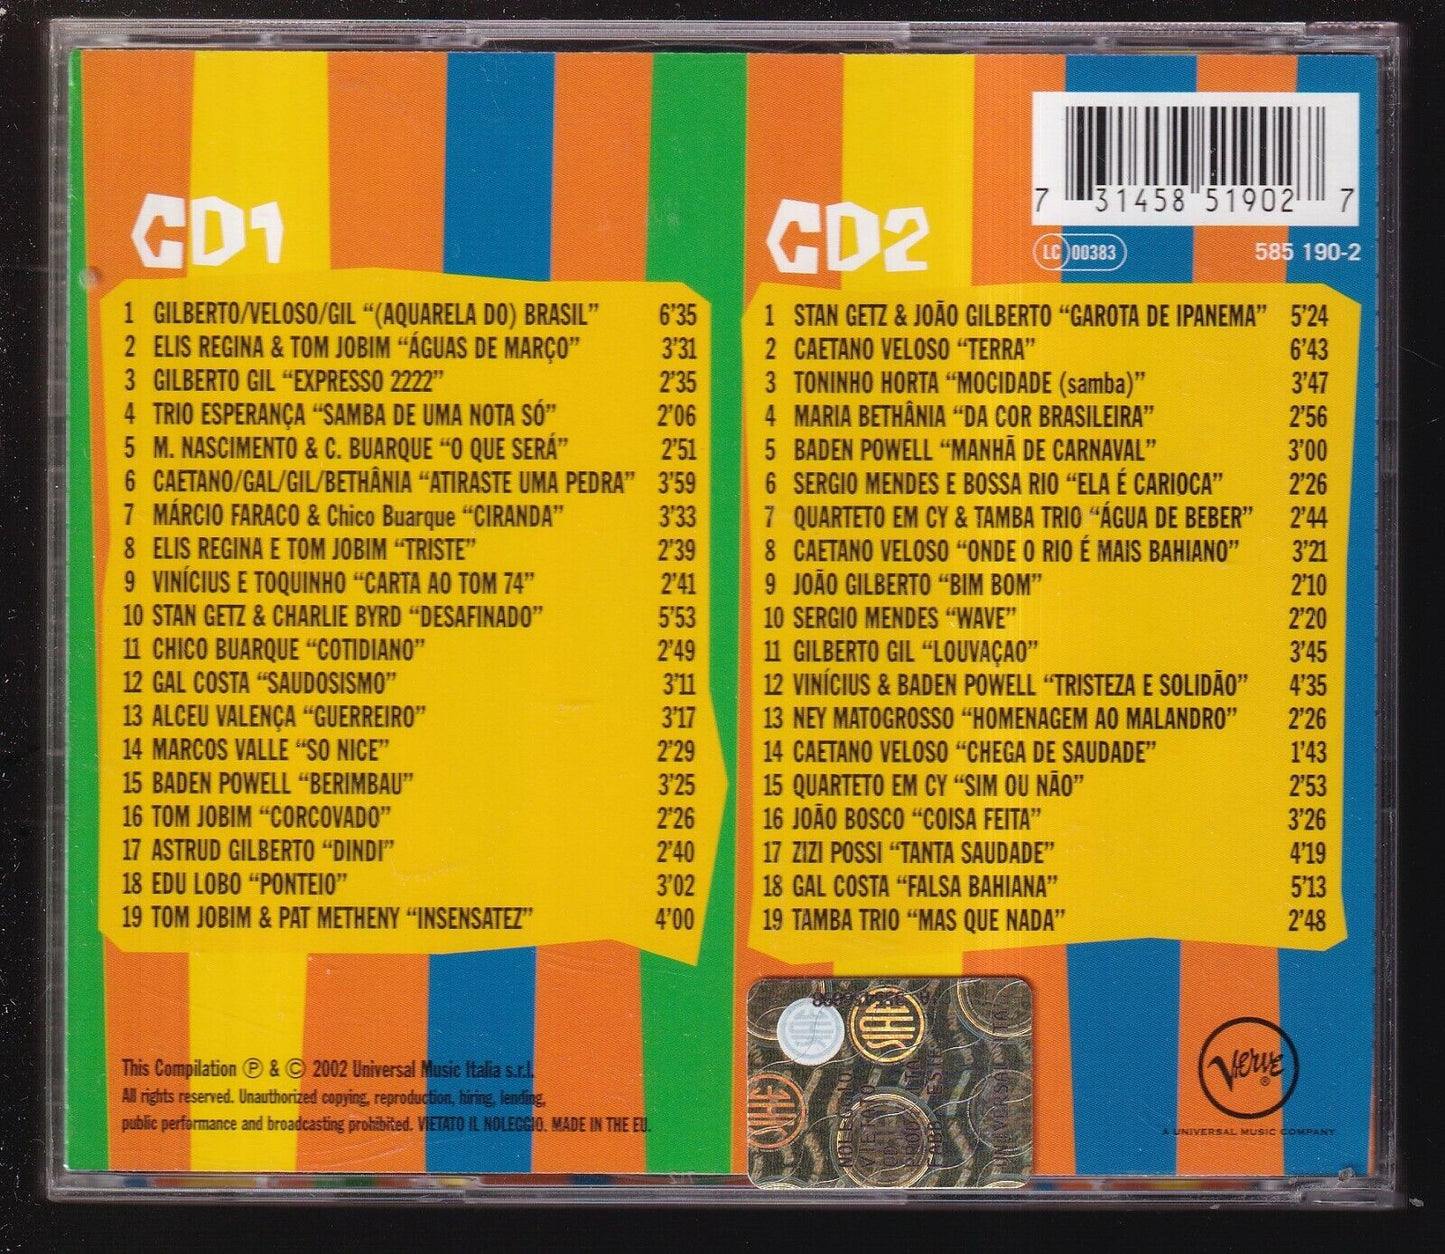 7 31458 51902 7
LC 00383
585 190-2
CD1
1 GILBERTO/VELOSO/GIL “(AQUARELA DO) BRASIL” 6’35
2 ELIS REGINA & TOM JOBIM “ÁGUAS DE MARÇO” 3’31
3 GILBERTO GIL “EXPRESSO 2222” 2’35
4 TRIO ESPERANÇA “SAMBA DE UMA NOTA SÓ” 2’06
5 M. NASCIMENTO & C. BUARQUE “O QUE SERÁ” 2’51
6 CAETANO/GAL/GIL/BETHÂNIA “ATIRASTE UMA PEDRA” 3’59
7 MÁRCIO FARACO & Chico Buarque “CIRANDA” 3’33
8 ELIS REGINA E TOM JOBIM “TRISTE” 2’39
9 VINÍCIUS E TOQUINHO “CARTA AO TOM 74” 2’41
10 STAN GETZ & CHARLIE BYRD “DESAFINADO” 5’53
11 CHICO BUARQUE “COTIDIANO” 2’49
12 GAL COSTA “SAUDOSISMO” 3’11
13 ALCEU VALENÇA “GUERREIRO” 3’17
14 MARCOS VALLE “SO NICE” 2’29
15 BADEN POWELL “BERIMBAU” 3’25
16 TOM JOBIM “CORCOVADO” 2’26
17 ASTRUD GILBERTO “DINDI” 2’40
18 EDU LOBO “PONTEIO” 3’02
19 TOM JOBIM & PAT METHENY “INSENSATEZ” 4’00
CD2
1 STAN GETZ & JOÃO GILBERTO “GAROTA DE IPANEMA” 5’24
2 CAETANO VELOSO “TERRA” 6’43
3 TONINHO HORTA “MOCIDADE (samba)” 3’47
4 MARIA BETHÂNIA “DA COR BRASILEIRA” 2’56
5 BADEN POWELL “MANHÃ DE CARNAVAL” 3’00
6 SERGIO MENDES E BOSSA RIO “ELA É CARIOCA” 2’26
7 QUARTETO EM CY & TAMBA TRIO “ÁGUA DE BEBER” 2’44
8 CAETANO VELOSO “ONDE O RIO É MAIS BAHIANO” 3’21
9 JOÃO GILBERTO “BIM BOM” 2’10
10 SERGIO MENDES “WAVE” 2’20
11 GILBERTO GIL “LOUVAÇAO” 3’45
12 VINÍCIUS & BADEN POWELL “TRISTEZA E SOLIDÃO” 4’35
13 NEY MATOGROSSO “HOMENAGEM AO MALANDRO” 2’26
14 CAETANO VELOSO “CHEGA DE SAUDADE” 1’43
15 QUARTETO EM CY “SIM OU NÃO” 2’53
16 JOÃO BOSCO “COISA FEITA” 3’26
17 ZIZI POSSI “TANTA SAUDADE” 4’19
18 GAL COSTA “FALSA BAHIANA” 5’13
19 TAMBA TRIO “MAS QUE NADA” 2’48
This Compilation ℗ & © 2002 Universal Music Italia s.r.l.
All rights reserved. Unauthorized copying, reproduction, hiring, lending,
public performance and broadcasting prohibited. VIETATO IL NOLEGGIO. MADE IN THE EU.
SIAE
SIAE
NOLEGGIO
VIETATO
Verve®
A UNIVERSAL MUSIC COMPANY